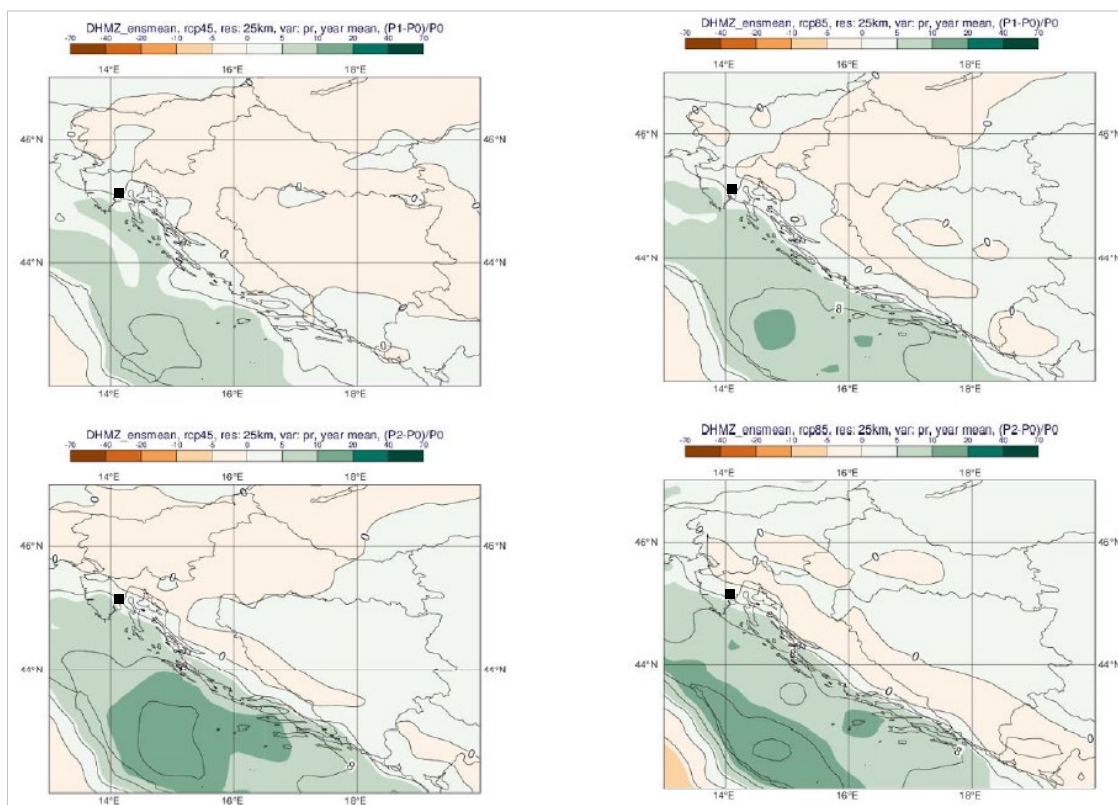 DHMZ_ensmean, rcp45, res: 25km, var: pr, year mean, (P1-P0)/P0
-70 -40 -20 -10 -5 0 5 10 20 40 70
14°E 16°E 18°E
46°N
44°N
14°E 16°E 18°E
DHMZ_ensmean, rcp85, res: 25km, var: pr, year mean, (P1-P0)/P0
-70 -40 -20 -10 -5 0 5 10 20 40 70
14°E 16°E 18°E
46°N 46°N
44°N 44°N
8
14°E 16°E 18°E
DHMZ_ensmean, rcp45, res: 25km, var: pr, year mean, (P2-P0)/P0
-70 -40 -20 -10 -5 0 5 10 20 40 70
14°E 16°E 18°E
46°N 46°N
44°N 44°N
14°E 16°E 18°E
DHMZ_ensmean, rcp85, res: 25km, var: pr, year mean, (P2-P0)/P0
-70 -40 -20 -10 -5 0 5 10 20 40 70
14°E 16°E 18°E
46°N 46°N
44°N 44°N
8
14°E 16°E 18°E